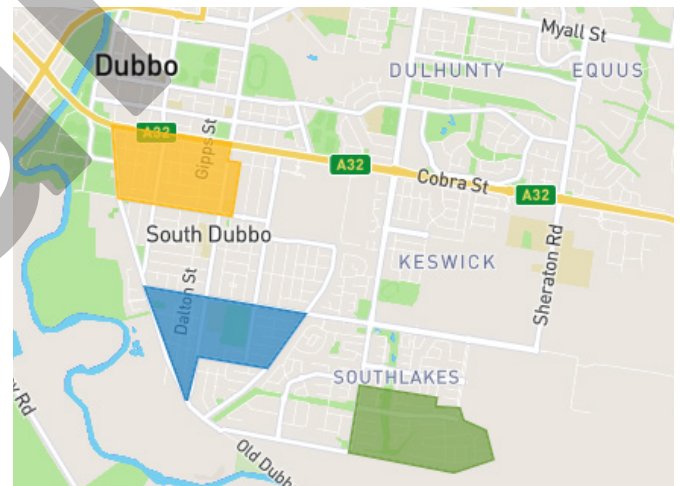 Myall St
Dubbo
DULHUNTY
EQUUS
A32
Gipps St
A32
Cobra St
A32
South Dubbo
KESWICK
Sheraton Rd
Dalton St
SOUTHLAKES
Rd
Old Dubb